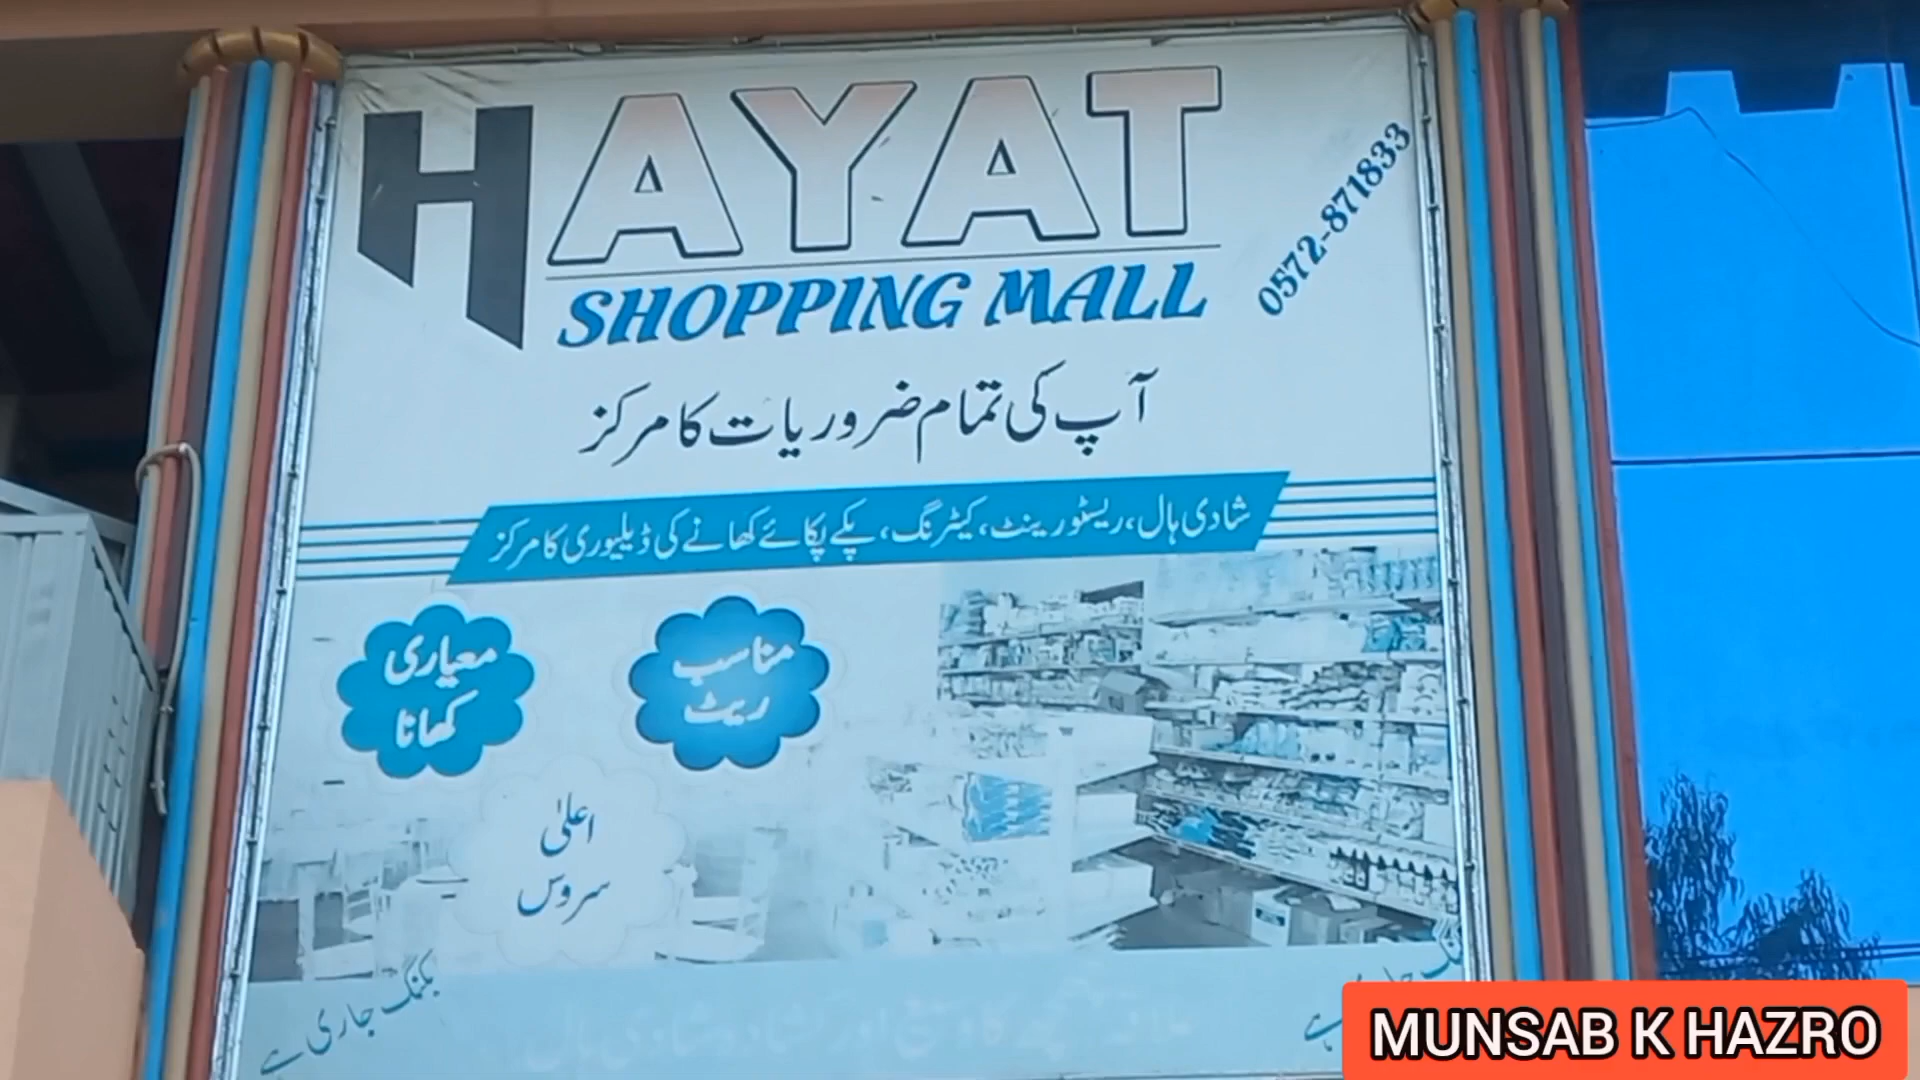 HAYAT
SHOPPING MALL
0572-871833
آپ کی تمام ضروریات کا مرکز
شادی ہال، ریسٹورینٹ، کیٹرنگ، پکے پکائے کھانے کی ڈیلیوری کا مرکز
معیاری
کھانا
مناسب
ریٹ
اعلیٰ
سروس
بکنگ جاری ہے
MUNSAB K HAZRO